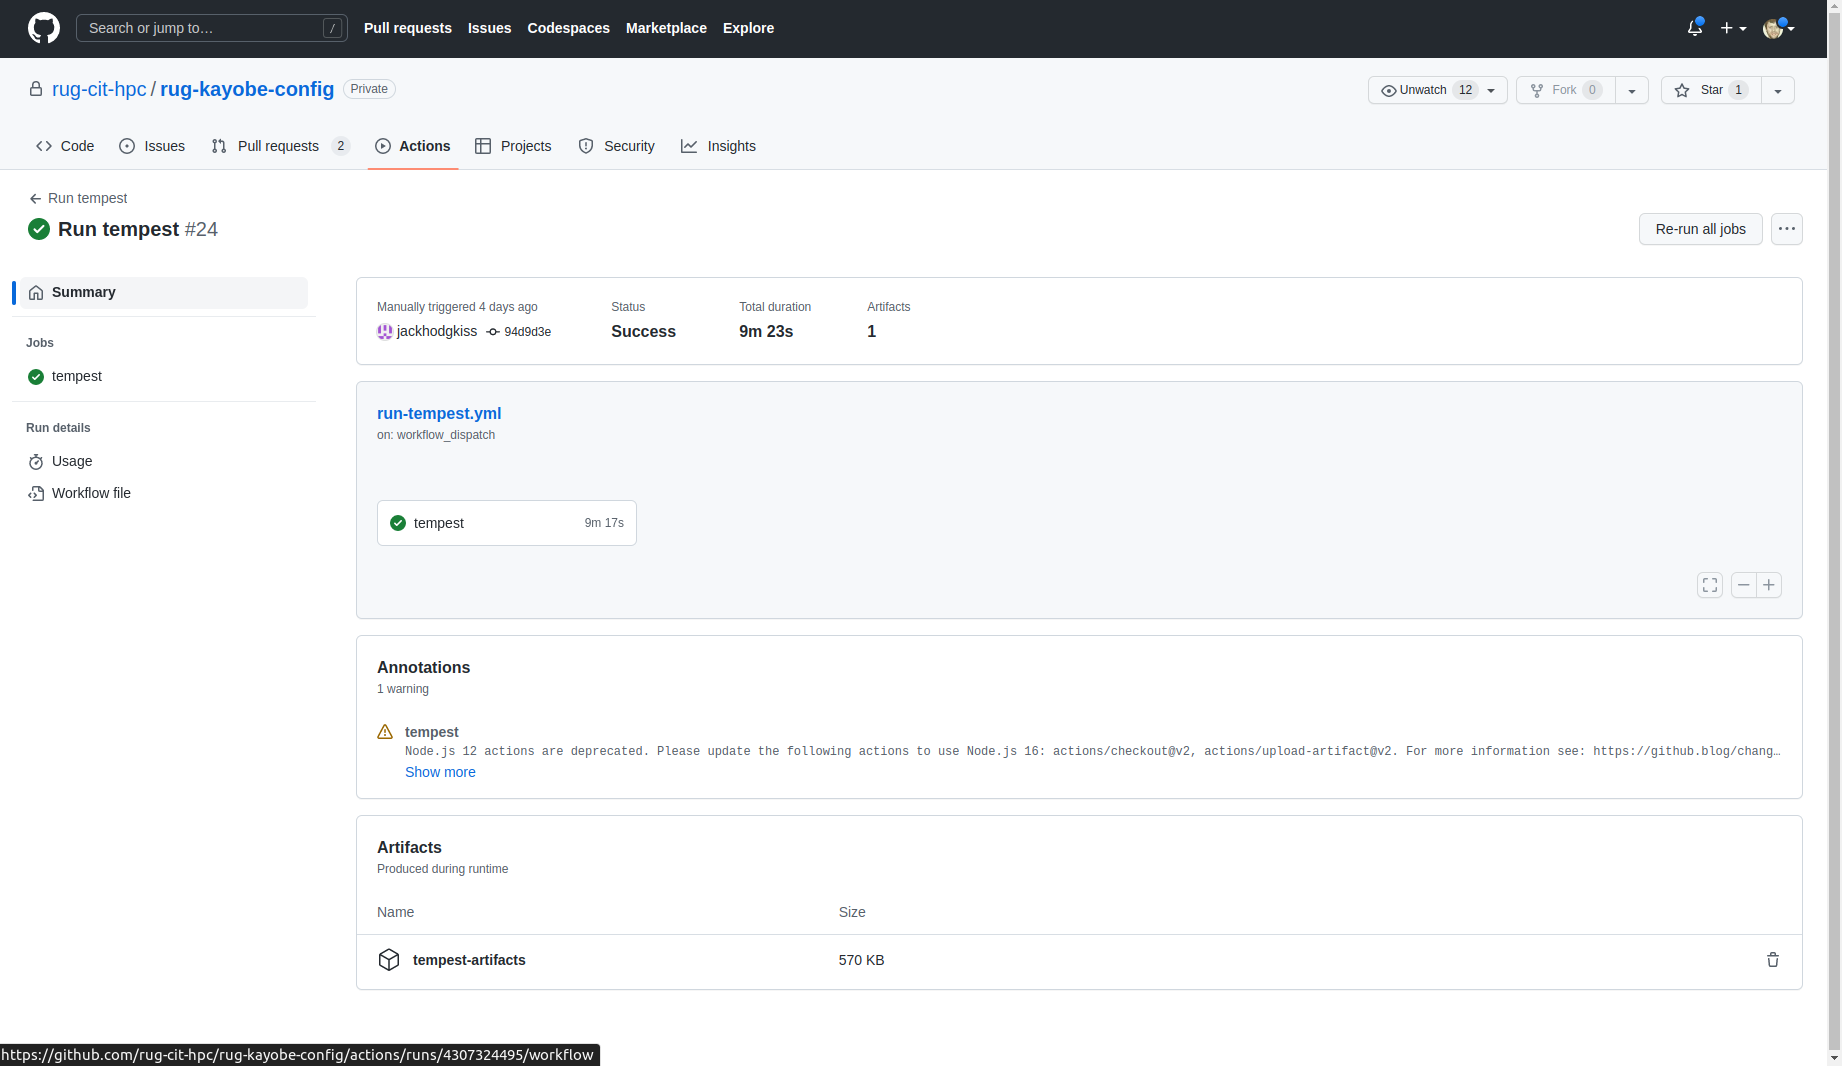 Search or jump to… /
Pull requests Issues Codespaces Marketplace Explore
rug-cit-hpc / rug-kayobe-config Private
Unwatch 12 Fork 0 Star 1
Code Issues Pull requests 2 Actions Projects Security Insights
Run tempest
Run tempest #24
Re-run all jobs
Summary
Jobs
tempest
Run details
Usage
Workflow file
Manually triggered 4 days ago Status Total duration Artifacts
jackhodgkiss 94d9d3e Success 9m 23s 1
run-tempest.yml
on: workflow_dispatch
tempest 9m 17s
Annotations
1 warning
tempest
Node.js 12 actions are deprecated. Please update the following actions to use Node.js 16: actions/checkout@v2, actions/upload-artifact@v2. For more information see: https://github.blog/chang…
Show more
Artifacts
Produced during runtime
Name Size
tempest-artifacts 570 KB
https://github.com/rug-cit-hpc/rug-kayobe-config/actions/runs/4307324495/workflow